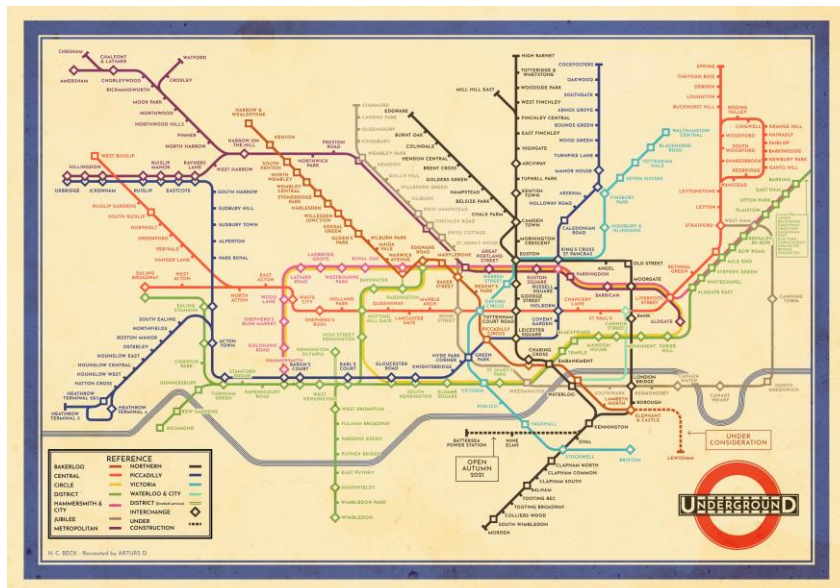 CHESHAM
CHALFONT
& LATIMER
WATFORD
AMERSHAM
CHORLEYWOOD
RICKMANSWORTH
CROXLEY
MOOR PARK
NORTHWOOD
NORTHWOOD HILLS
PINNER
NORTH HARROW
HARROW &
WEALDSTONE
KENTON
HARROW-ON
-THE-HILL
PRESTON
ROAD
NORTHWICK
PARK
SOUTH
KENTON
NORTH
WEMBLEY
WEMBLEY
CENTRAL
STONEBRIDGE
PARK
HARLESDEN
WILLESDEN
JUNCTION
KENSAL
GREEN
QUEEN'S
PARK
KILBURN PARK
MAIDA
VALE
WARWICK
AVENUE
EDGWARE
ROAD
MARYLEBONE
STANMORE
CANONS PARK
QUEENSBURY
KINGSBURY
WEMBLEY PARK
NEASDEN
DOLLIS HILL
WILLESDEN GREEN
KILBURN
WEST HAMPSTEAD
FINCHLEY ROAD
SWISS COTTAGE
ST JOHN'S WOOD
EDGWARE
BURNT OAK
COLINDALE
HENDON CENTRAL
BRENT CROSS
GOLDERS GREEN
HAMPSTEAD
BELSIZE PARK
CHALK FARM
CAMDEN
TOWN
MORNINGTON
CRESCENT
EUSTON
HIGH BARNET
TOTTERIDGE &
WHETSTONE
WOODSIDE PARK
MILL HILL EAST
WEST FINCHLEY
FINCHLEY CENTRAL
EAST FINCHLEY
HIGHGATE
ARCHWAY
TUFNELL PARK
KENTISH
TOWN
COCKFOSTERS
OAKWOOD
SOUTHGATE
ARNOS GROVE
BOUNDS GREEN
WOOD GREEN
TURNPIKE LANE
MANOR HOUSE
ARSENAL
HOLLOWAY ROAD
CALEDONIAN
ROAD
KING'S CROSS
ST PANCRAS
WALTHAMSTOW
CENTRAL
BLACKHORSE
ROAD
TOTTENHAM
HALE
SEVEN SISTERS
FINSBURY
PARK
HIGHBURY &
ISLINGTON
EPPING
THEYDON BOIS
DEBDEN
LOUGHTON
BUCKHURST HILL
RODING
VALLEY
CHIGWELL
GRANGE HILL
HAINAULT
FAIRLOP
BARKINGSIDE
NEWBURY PARK
GANTS HILL
WOODFORD
SOUTH
WOODFORD
SNARESBROOK
REDBRIDGE
WANSTEAD
LEYTONSTONE
LEYTON
STRATFORD
BARKING
EAST HAM
UPTON PARK
PLAISTOW
WEST HAM
BROMLEY-
BY-BOW
BOW ROAD
MILE END
STEPNEY GREEN
WHITECHAPEL
ALDGATE EAST
BETHNAL
GREEN
WEST RUISLIP
HILLINGDON
RUISLIP
MANOR
RAYNERS
LANE
WEST HARROW
UXBRIDGE
ICKENHAM
RUISLIP
EASTCOTE
SOUTH HARROW
SUDBURY HILL
SUDBURY TOWN
ALPERTON
PARK ROYAL
RUISLIP GARDENS
SOUTH RUISLIP
NORTHOLT
GREENFORD
PERIVALE
HANGER LANE
EALING
BROADWAY
WEST
ACTON
NORTH
ACTON
EAST
ACTON
WHITE
CITY
WOOD
LANE
LATIMER
ROAD
LADBROKE
GROVE
WESTBOURNE
PARK
ROYAL OAK
PADDINGTON
BAYSWATER
SHEPHERD'S
BUSH MARKET
GOLDHAWK
ROAD
HAMMERSMITH
SHEPHERD'S
BUSH
HOLLAND
PARK
NOTTING
HILL GATE
QUEENSWAY
LANCASTER
GATE
MARBLE
ARCH
BOND
STREET
BAKER
STREET
REGENT'S
PARK
GREAT
PORTLAND
STREET
WARREN
STREET
OXFORD
CIRCUS
EUSTON
SQUARE
GOODGE
STREET
RUSSELL
SQUARE
HOLBORN
TOTTENHAM
COURT ROAD
COVENT
GARDEN
LEICESTER
SQUARE
PICCADILLY
CIRCUS
FARRINGDON
BARBICAN
MOORGATE
OLD STREET
ANGEL
LIVERPOOL
STREET
ALDGATE
CHANCERY
LANE
ST PAUL'S
BANK
CANNON
STREET
MONUMENT
TOWER
HILL
MANSION
HOUSE
BLACKFRIARS
TEMPLE
EMBANKMENT
CHARING
CROSS
HYDE PARK
CORNER
GREEN
PARK
KNIGHTSBRIDGE
ST JAMES'S
PARK
WESTMINSTER
VICTORIA
SLOANE
SQUARE
SOUTH
KENSINGTON
GLOUCESTER
ROAD
EARL'S
COURT
HIGH STREET
KENSINGTON
KENSINGTON
OLYMPIA
BARON'S
COURT
WEST
KENSINGTON
RAVENSCOURT
PARK
STAMFORD
BROOK
TURNHAM
GREEN
CHISWICK
PARK
ACTON
TOWN
EALING
COMMON
SOUTH EALING
NORTHFIELDS
BOSTON MANOR
OSTERLEY
HOUNSLOW EAST
HOUNSLOW
CENTRAL
HOUNSLOW WEST
HATTON CROSS
HEATHROW
TERMINAL 2&3
HEATHROW
TERMINAL 5
HEATHROW
TERMINAL 4
GUNNERSBURY
KEW GARDENS
RICHMOND
WEST BROMPTON
FULHAM BROADWAY
PARSONS GREEN
PUTNEY BRIDGE
EAST PUTNEY
SOUTHFIELDS
WIMBLEDON PARK
WIMBLEDON
PIMLICO
VAUXHALL
STOCKWELL
BRIXTON
WATERLOO
SOUTHWARK
LAMBETH
NORTH
ELEPHANT
& CASTLE
BOROUGH
LONDON
BRIDGE
BERMONDSEY
CANADA
WATER
CANARY
WHARF
NORTH
GREENWICH
CANNING
TOWN
KENNINGTON
OVAL
BATTERSEA
POWER STATION
NINE
ELMS
OPEN
AUTUMN
2021
CLAPHAM NORTH
CLAPHAM COMMON
CLAPHAM SOUTH
BALHAM
TOOTING BEC
TOOTING BROADWAY
COLLIERS WOOD
SOUTH WIMBLEDON
MORDEN
LEWISHAM
UNDER
CONSIDERATION
REFERENCE
BAKERLOO
NORTHERN
CENTRAL
PICCADILLY
CIRCLE
VICTORIA
DISTRICT
WATERLOO & CITY
HAMMERSMITH &
CITY
DISTRICT (limited service)
INTERCHANGE
JUBILEE
UNDER
CONSTRUCTION
METROPOLITAN
UNDERGROUND
H. C. BECK - Recreated by ARTURS D.